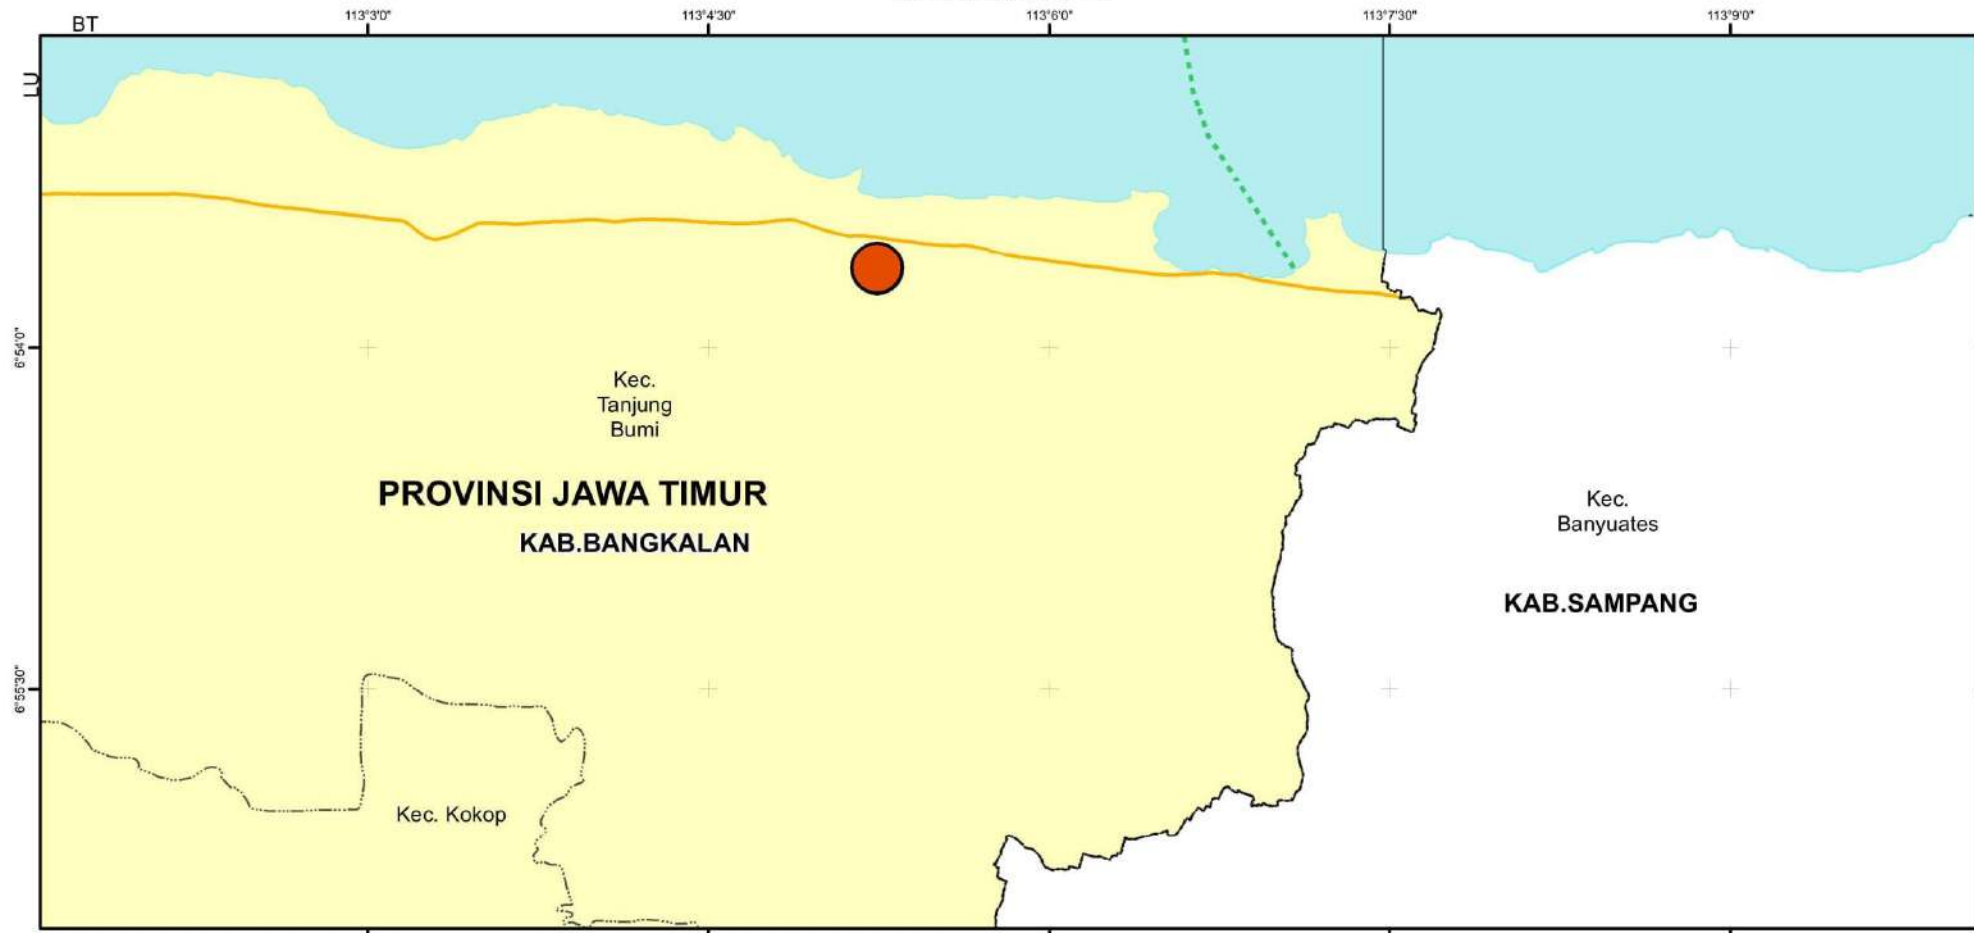 BT
113°3'0"
113°4'30"
113°6'0"
113°7'30"
113°9'0"
LU
6°54'0"
Kec.
Tanjung
Bumi
PROVINSI JAWA TIMUR
KAB.BANGKALAN
Kec.
Banyuates
KAB.SAMPANG
6°55'30"
Kec. Kokop